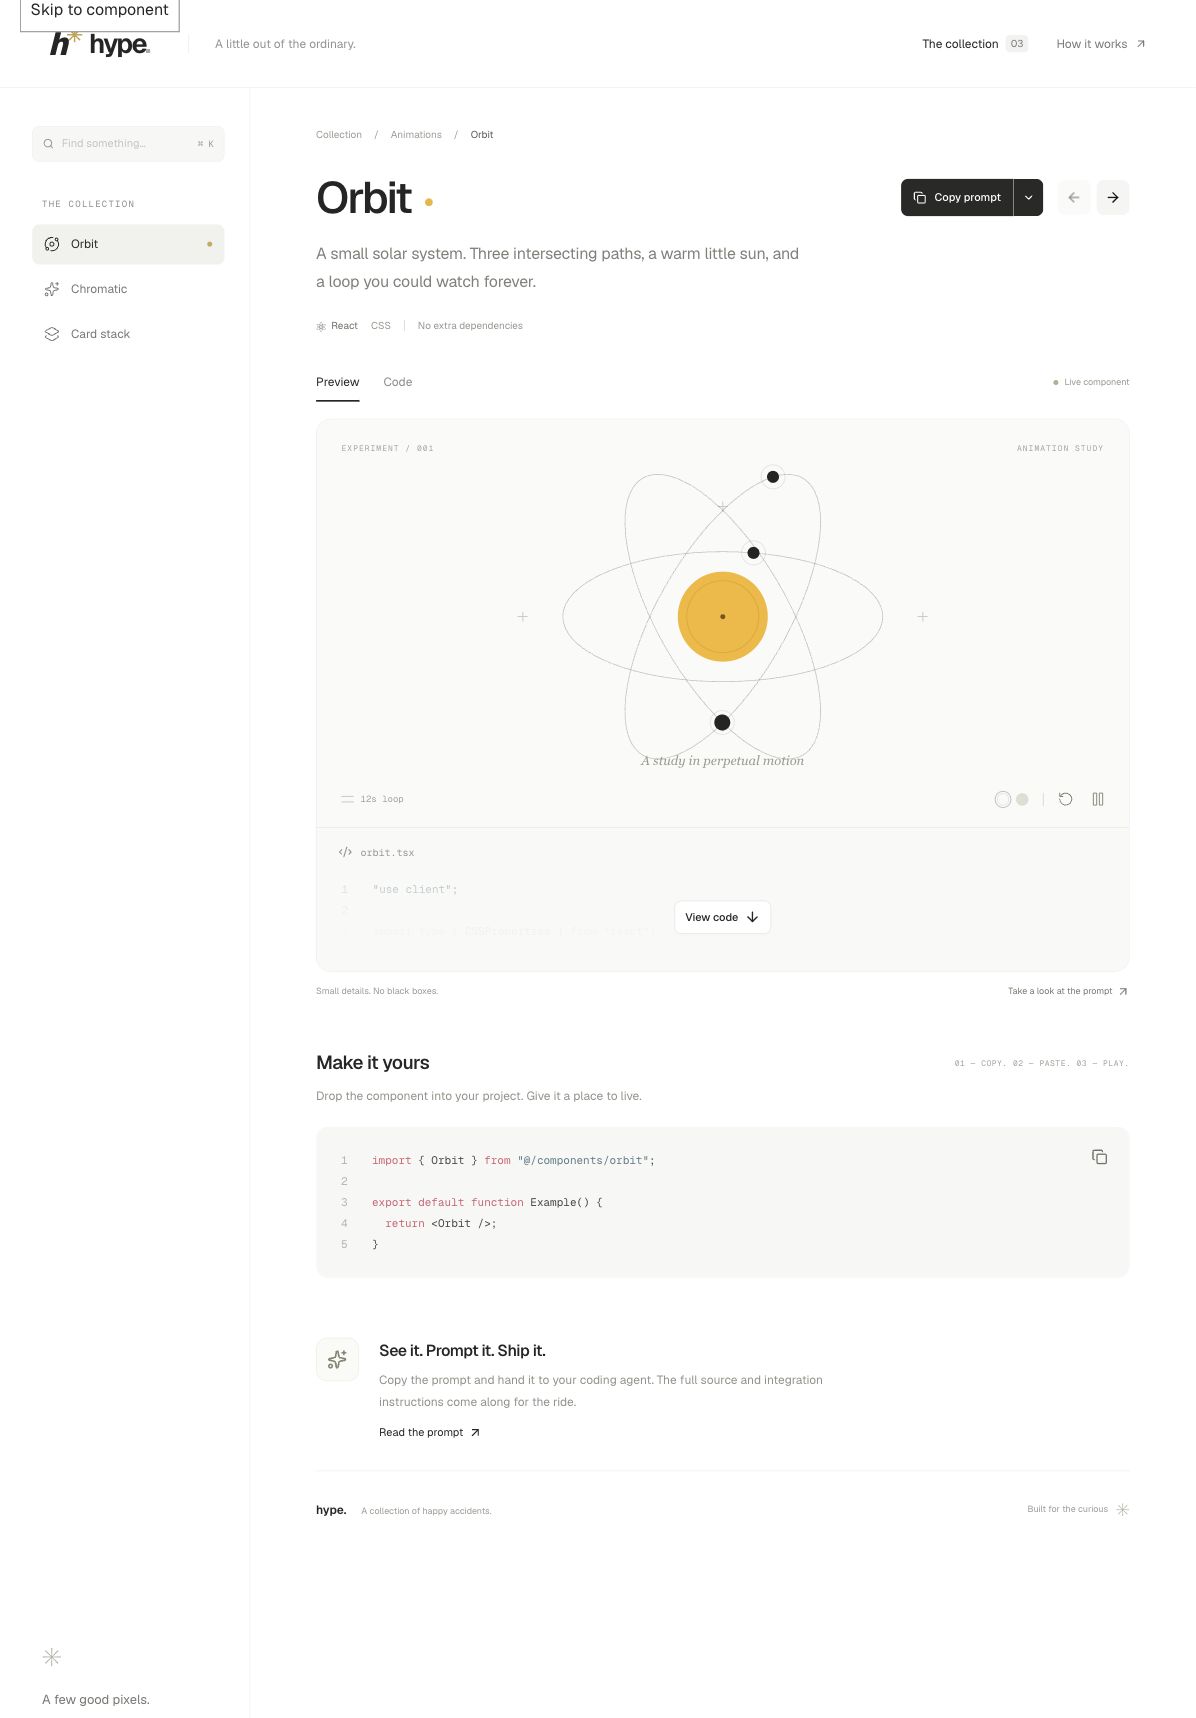 Skip to component
h* hype.
A little out of the ordinary.
The collection 03
How it works
Find something...
⌘ K
THE COLLECTION
Orbit
Chromatic
Card stack
Collection / Animations / Orbit
Orbit
Copy prompt
A small solar system. Three intersecting paths, a warm little sun, and
a loop you could watch forever.
React CSS No extra dependencies
Preview Code
Live component
EXPERIMENT / 001
ANIMATION STUDY
A study in perpetual motion
12s loop
orbit.tsx
1 "use client";
2
3 import type { CSSProperties } from "react";
View code
Small details. No black boxes.
Take a look at the prompt
Make it yours
01 — COPY. 02 — PASTE. 03 — PLAY.
Drop the component into your project. Give it a place to live.
1 import { Orbit } from "@/components/orbit";
2
3 export default function Example() {
4 return <Orbit />;
5 }
See it. Prompt it. Ship it.
Copy the prompt and hand it to your coding agent. The full source and integration
instructions come along for the ride.
Read the prompt
hype. A collection of happy accidents.
Built for the curious
A few good pixels.